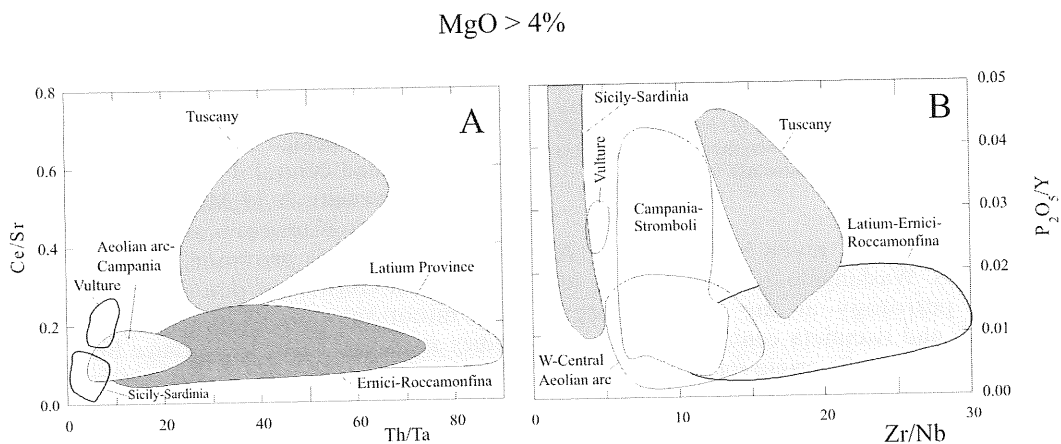 MgO > 4%
0.8
0.6
0.4
0.2
0.0
Ce/Sr
A
Tuscany
Aeolian arc-
Campania
Vulture
Latium Province
Ernici-Roccamonfina
Sicily-Sardinia
0
20
40
60
80
Th/Ta
B
Sicily-Sardinia
Vulture
Campania-
Stromboli
Tuscany
Latium-Ernici-
Roccamonfina
W-Central
Aeolian arc
0.05
0.04
0.03
0.02
0.01
0.00
P2O5/Y
0
10
20
30
Zr/Nb